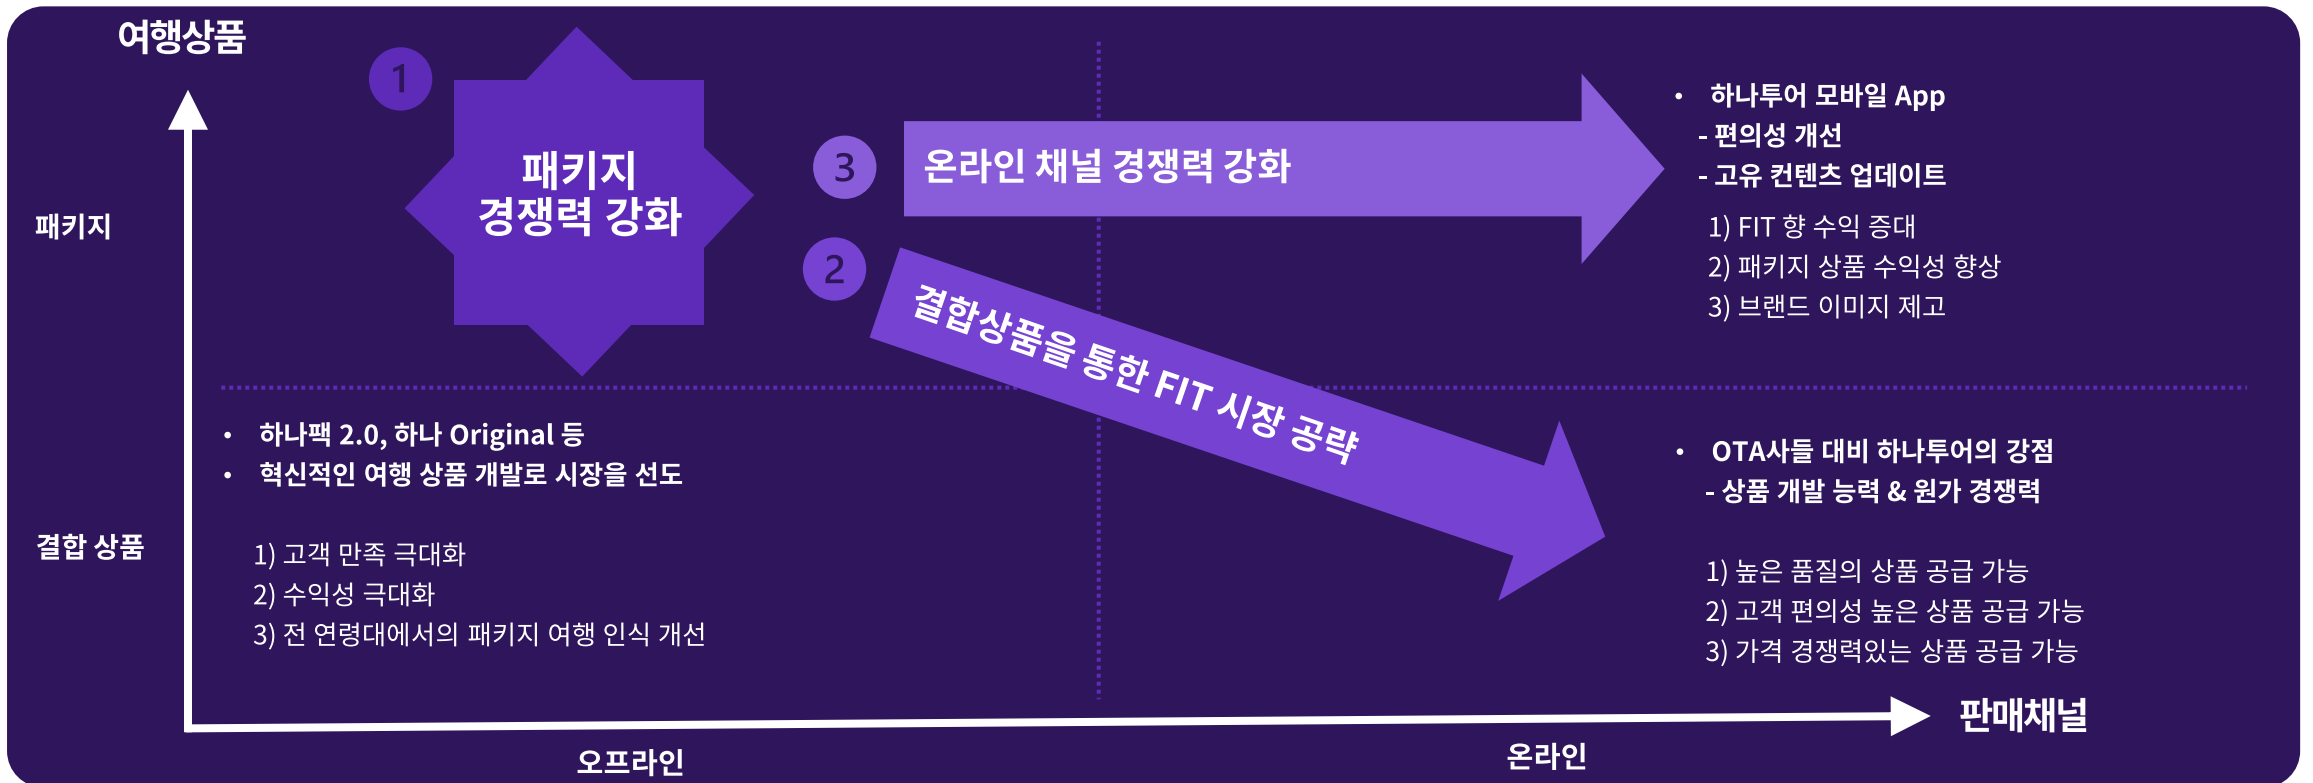 여행상품
1
패키지
경쟁력 강화
3
온라인 채널 경쟁력 강화
2
결합상품을 통한 FIT 시장 공략
• 하나투어 모바일 App
- 편의성 개선
- 고유 컨텐츠 업데이트
1) FIT 향 수익 증대
2) 패키지 상품 수익성 향상
3) 브랜드 이미지 제고
패키지
• 하나팩 2.0, 하나 Original 등
• 혁신적인 여행 상품 개발로 시장을 선도
1) 고객 만족 극대화
2) 수익성 극대화
3) 전 연령대에서의 패키지 여행 인식 개선
결합 상품
• OTA사들 대비 하나투어의 강점
- 상품 개발 능력 & 원가 경쟁력
1) 높은 품질의 상품 공급 가능
2) 고객 편의성 높은 상품 공급 가능
3) 가격 경쟁력있는 상품 공급 가능
판매채널
오프라인
온라인